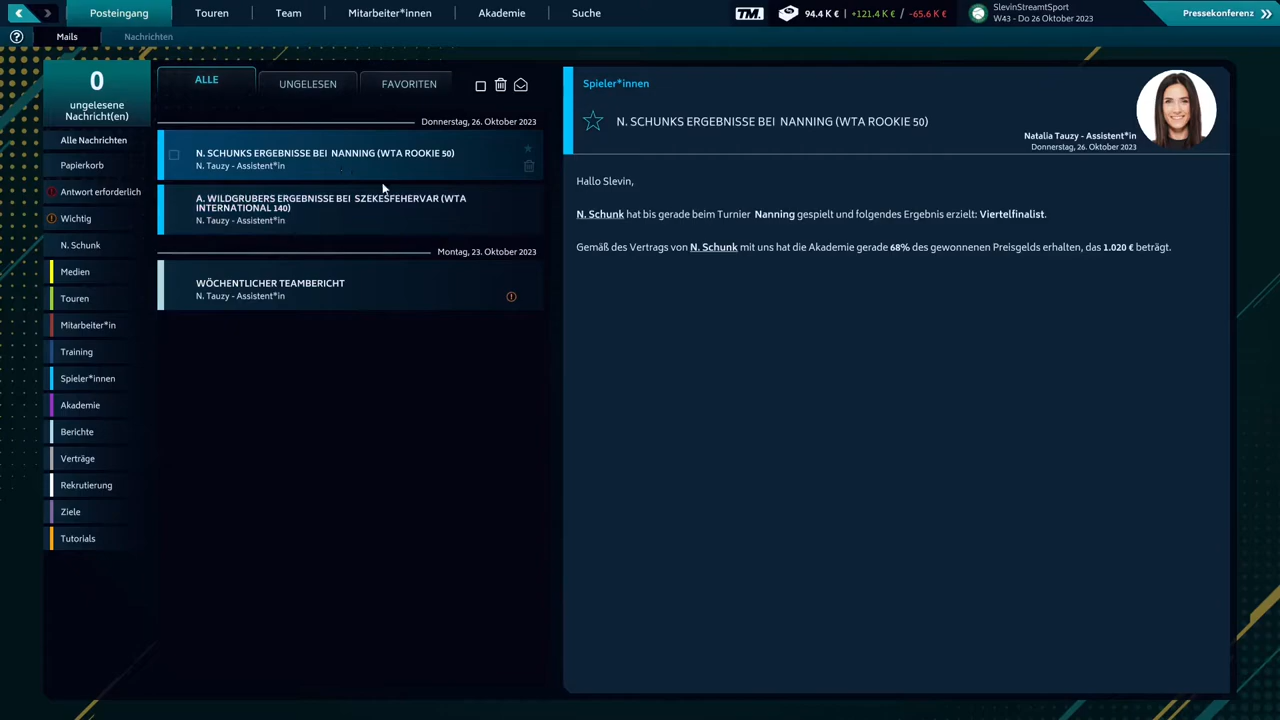 Posteingang
Touren
Team
Mitarbeiter*innen
Akademie
Suche
TM.
94.4 K € | +121.4 K € / -65.6 K €
SlevinStreamtSport
W43 - Do 26 Oktober 2023
Pressekonferenz
?
Mails
Nachrichten
0
ungelesene
Nachricht(en)
Alle Nachrichten
Papierkorb
Antwort erforderlich
Wichtig
N. Schunk
Medien
Touren
Mitarbeiter*in
Training
Spieler*innen
Akademie
Berichte
Verträge
Rekrutierung
Ziele
Tutorials
ALLE
UNGELESEN
FAVORITEN
Donnerstag, 26. Oktober 2023
N. SCHUNKS ERGEBNISSE BEI NANNING (WTA ROOKIE 50)
N. Tauzy - Assistent*in
A. WILDGRUBERS ERGEBNISSE BEI SZEKESFEHERVAR (WTA
INTERNATIONAL 140)
N. Tauzy - Assistent*in
Montag, 23. Oktober 2023
WÖCHENTLICHER TEAMBERICHT
N. Tauzy - Assistent*in
Spieler*innen
N. SCHUNKS ERGEBNISSE BEI NANNING (WTA ROOKIE 50)
Natalia Tauzy - Assistent*in
Donnerstag, 26. Oktober 2023
Hallo Slevin,
N. Schunk hat bis gerade beim Turnier Nanning gespielt und folgendes Ergebnis erzielt: Viertelfinalist.
Gemäß des Vertrags von N. Schunk mit uns hat die Akademie gerade 68% des gewonnenen Preisgelds erhalten, das 1.020 € beträgt.